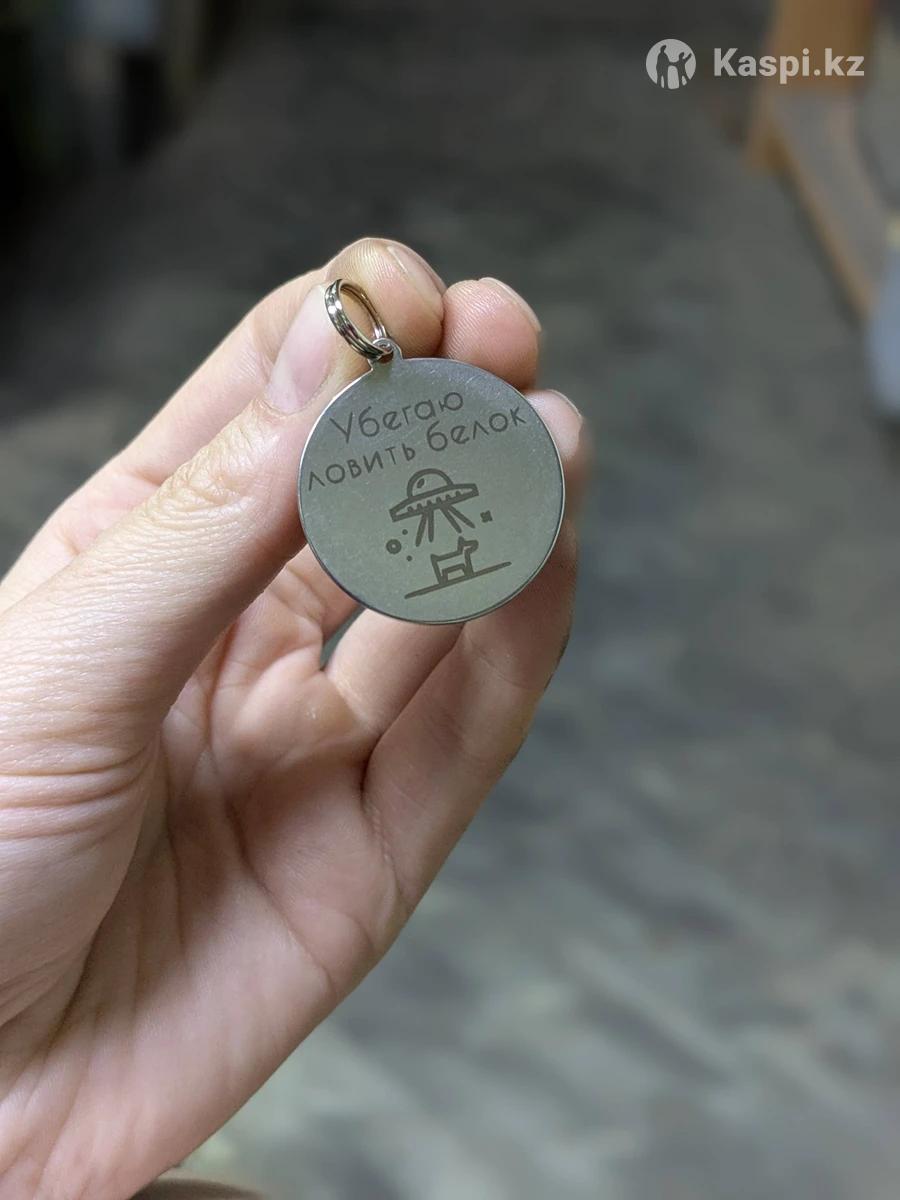 Kaspi.kz
Убегаю
ловить белок